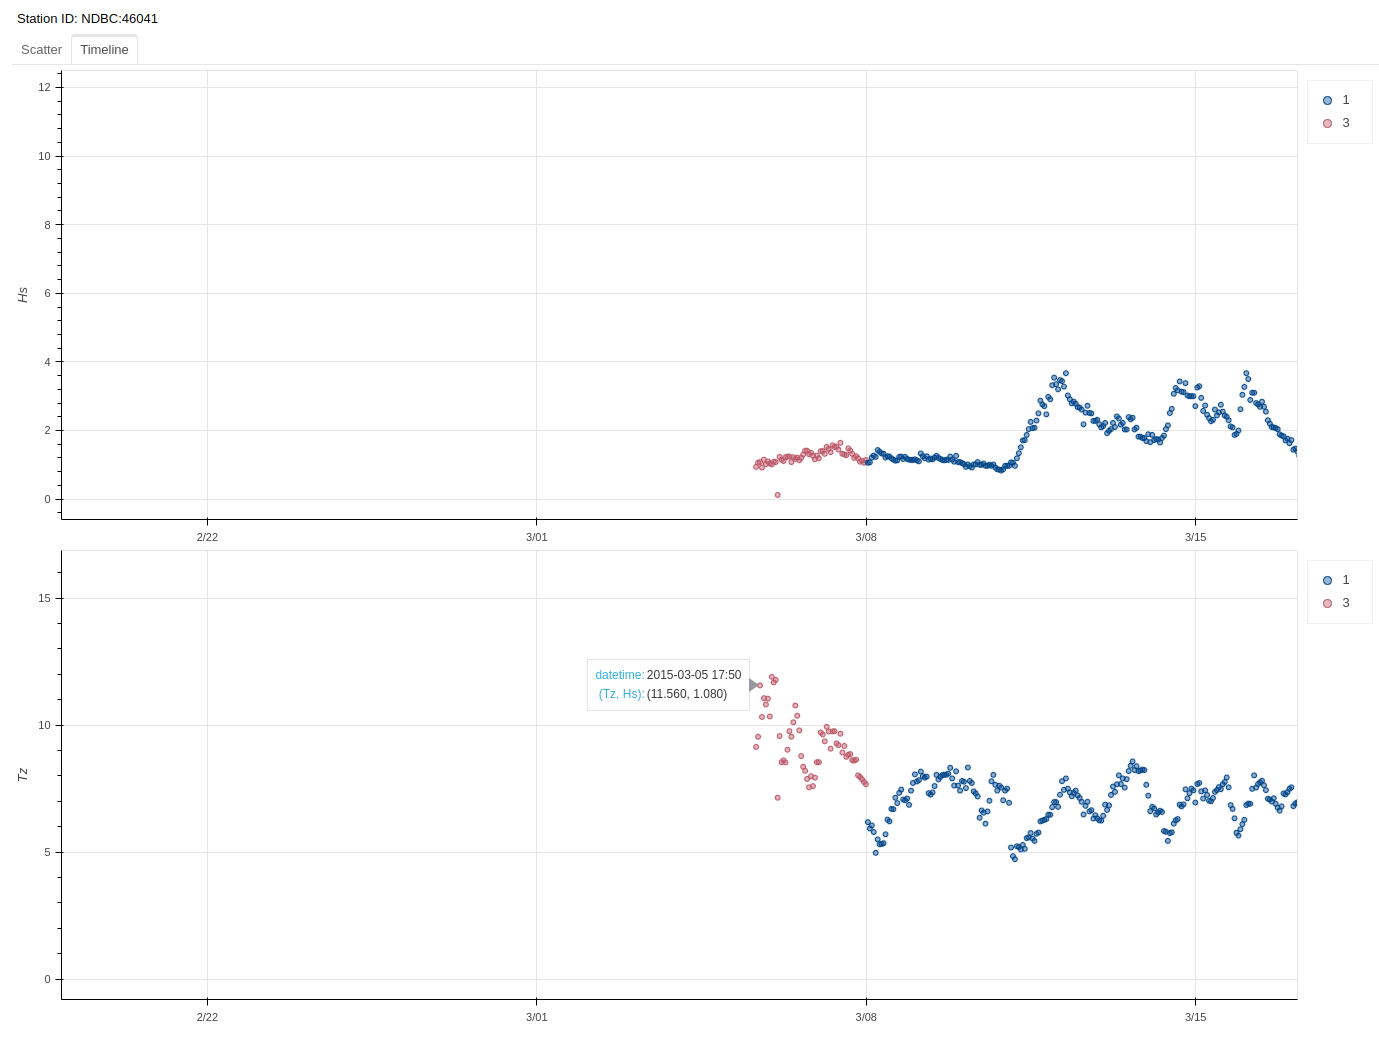 Station ID: NDBC:46041
Scatter Timeline
12
10
8
6
4
2
0
Hs
2/22 3/01 3/08 3/15
1
3
15
10
5
0
Tz
datetime: 2015-03-05 17:50
(Tz, Hs): (11.560, 1.080)
2/22 3/01 3/08 3/15
1
3